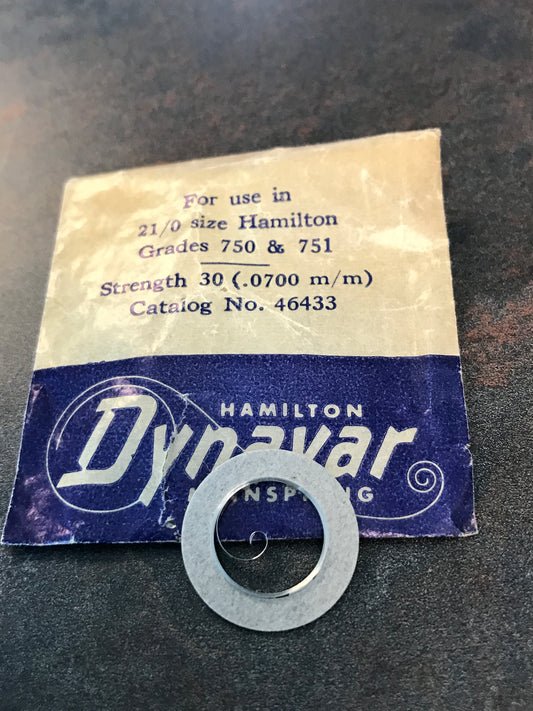 For use in
21/0 size Hamilton
Grades 750 & 751
Strength 30 (.0700 m/m)
Catalog No. 46433
HAMILTON
Dynavar